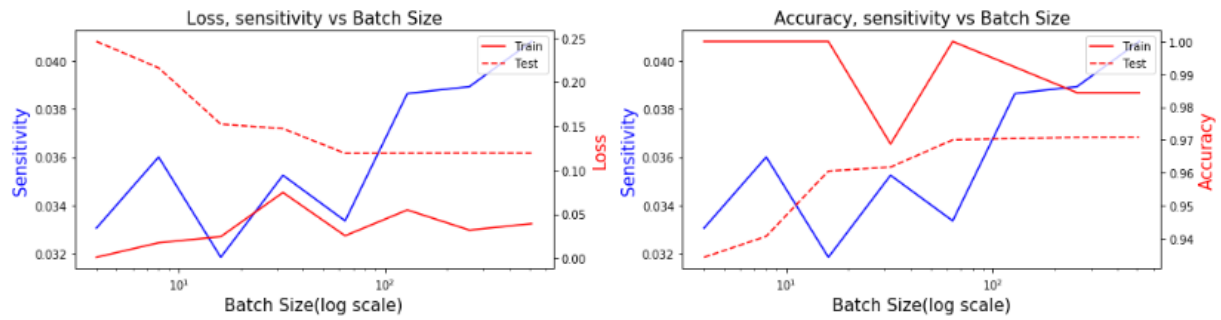 Loss, sensitivity vs Batch Size
Train
Test
0.040
0.038
0.036
0.034
0.032
Sensitivity
0.25
0.20
0.15
0.10
0.05
0.00
Loss
10¹
10²
Batch Size(log scale)
Accuracy, sensitivity vs Batch Size
Train
Test
0.040
0.038
0.036
0.034
0.032
Sensitivity
1.00
0.99
0.98
0.97
0.96
0.95
0.94
Accuracy
10¹
10²
Batch Size(log scale)